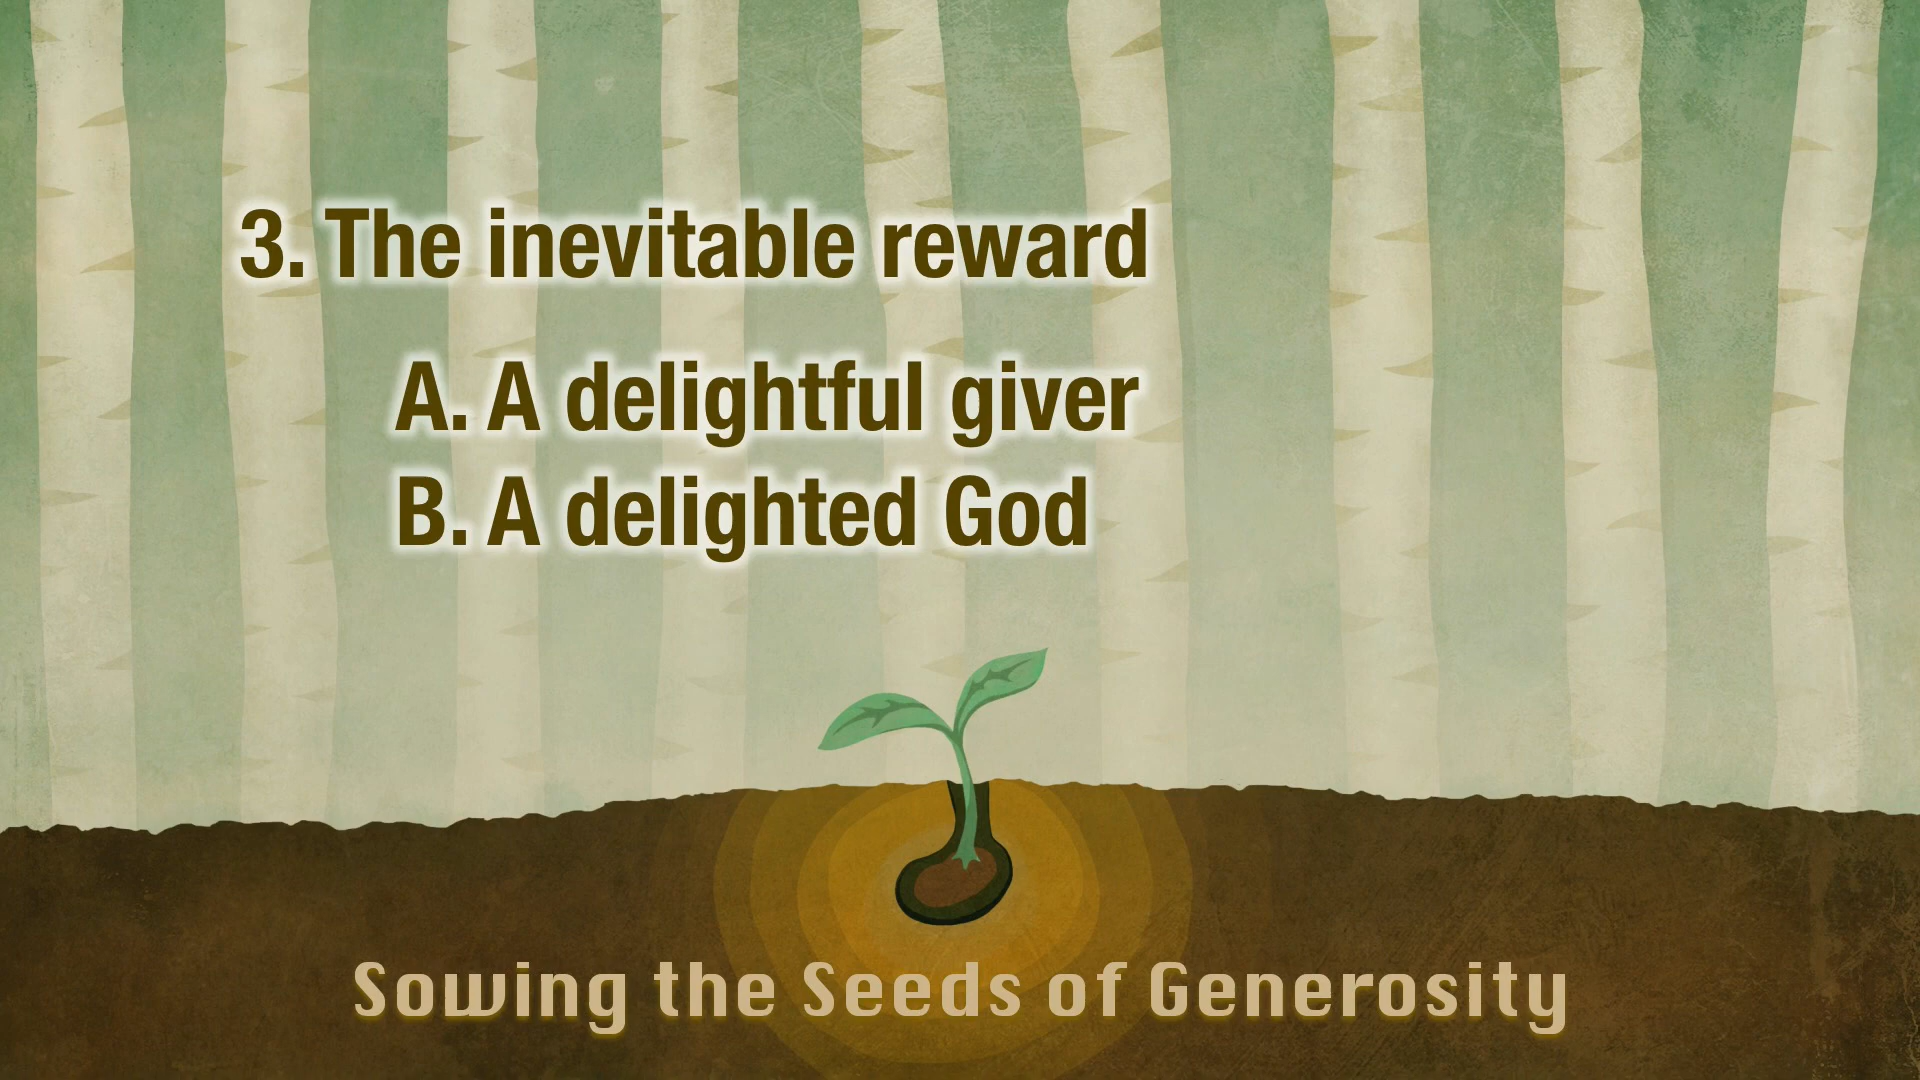 3. The inevitable reward
A. A delightful giver
B. A delighted God
Sowing the Seeds of Generosity